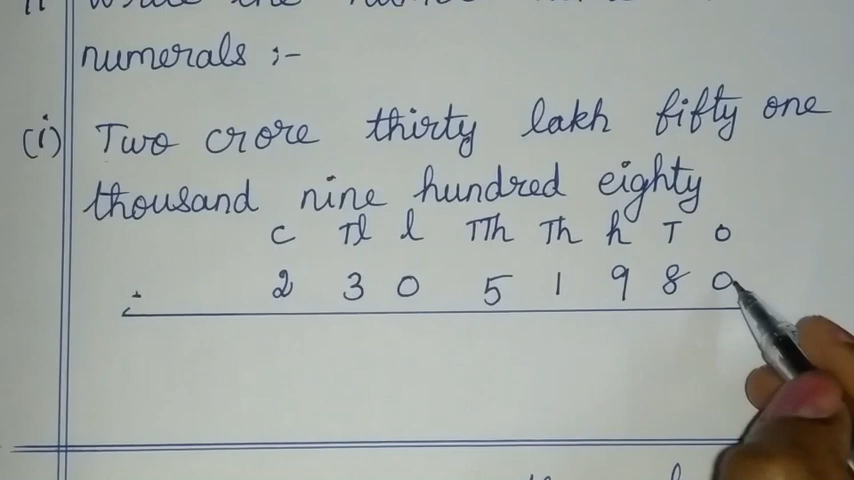 numerals :-
(i) Two crore thirty lakh fifty one
thousand nine hundred eighty
C Tl l TTh Th h T O
2 3 0 5 1 9 8 0